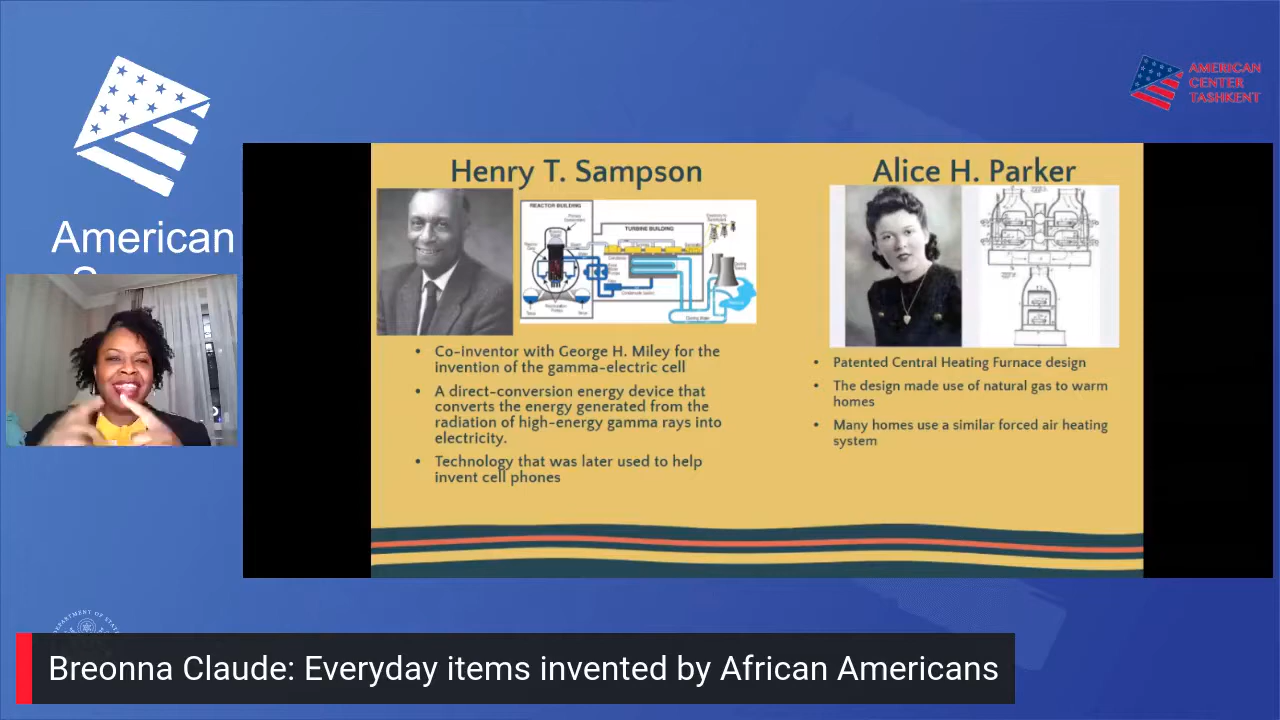 American
AMERICAN
CENTER
TASHKENT
Henry T. Sampson
REACTOR BUILDING
TURBINE BUILDING
• Co-inventor with George H. Miley for the
invention of the gamma-electric cell
• A direct-conversion energy device that
converts the energy generated from the
radiation of high-energy gamma rays into
electricity.
• Technology that was later used to help
invent cell phones
Alice H. Parker
• Patented Central Heating Furnace design
• The design made use of natural gas to warm
homes
• Many homes use a similar forced air heating
system
DEPARTMENT OF STATE
Breonna Claude: Everyday items invented by African Americans